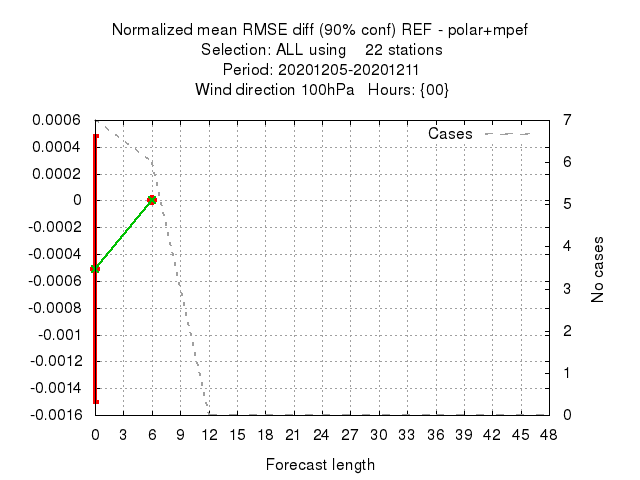 Normalized mean RMSE diff (90% conf) REF - polar+mpef
Selection: ALL using 22 stations
Period: 20201205-20201211
Wind direction 100hPa Hours: {00}
Cases
0.0006
0.0004
0.0002
0
-0.0002
-0.0004
-0.0006
-0.0008
-0.001
-0.0012
-0.0014
-0.0016
7
6
5
4
3
2
1
0
No cases
0 3 6 9 12 15 18 21 24 27 30 33 36 39 42 45 48
Forecast length